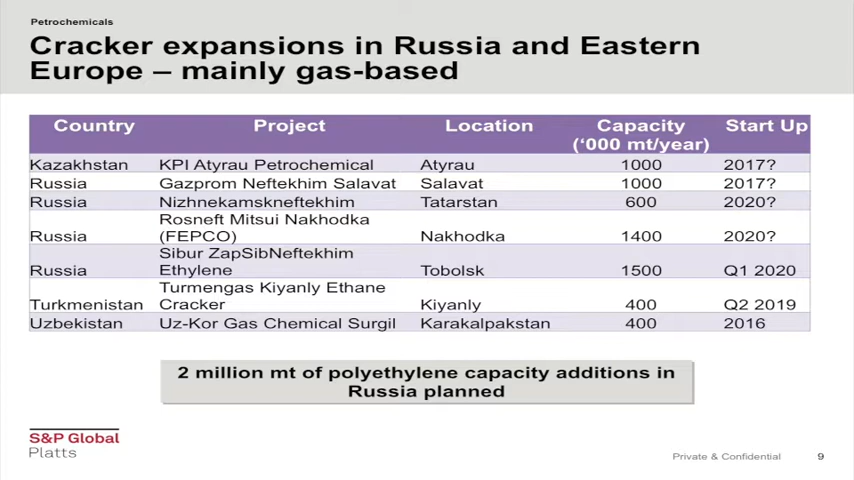 Petrochemicals
Cracker expansions in Russia and Eastern
Europe – mainly gas-based
Country Project Location Capacity Start Up
(‘000 mt/year)
Kazakhstan KPI Atyrau Petrochemical Atyrau 1000 2017?
Russia Gazprom Neftekhim Salavat Salavat 1000 2017?
Russia Nizhnekamskneftekhim Tatarstan 600 2020?
Rosneft Mitsui Nakhodka
Russia (FEPCO) Nakhodka 1400 2020?
Sibur ZapSibNeftekhim
Russia Ethylene Tobolsk 1500 Q1 2020
Turmengas Kiyanly Ethane
Turkmenistan Cracker Kiyanly 400 Q2 2019
Uzbekistan Uz-Kor Gas Chemical Surgil Karakalpakstan 400 2016
2 million mt of polyethylene capacity additions in
Russia planned
S&P Global
Platts
Private & Confidential 9